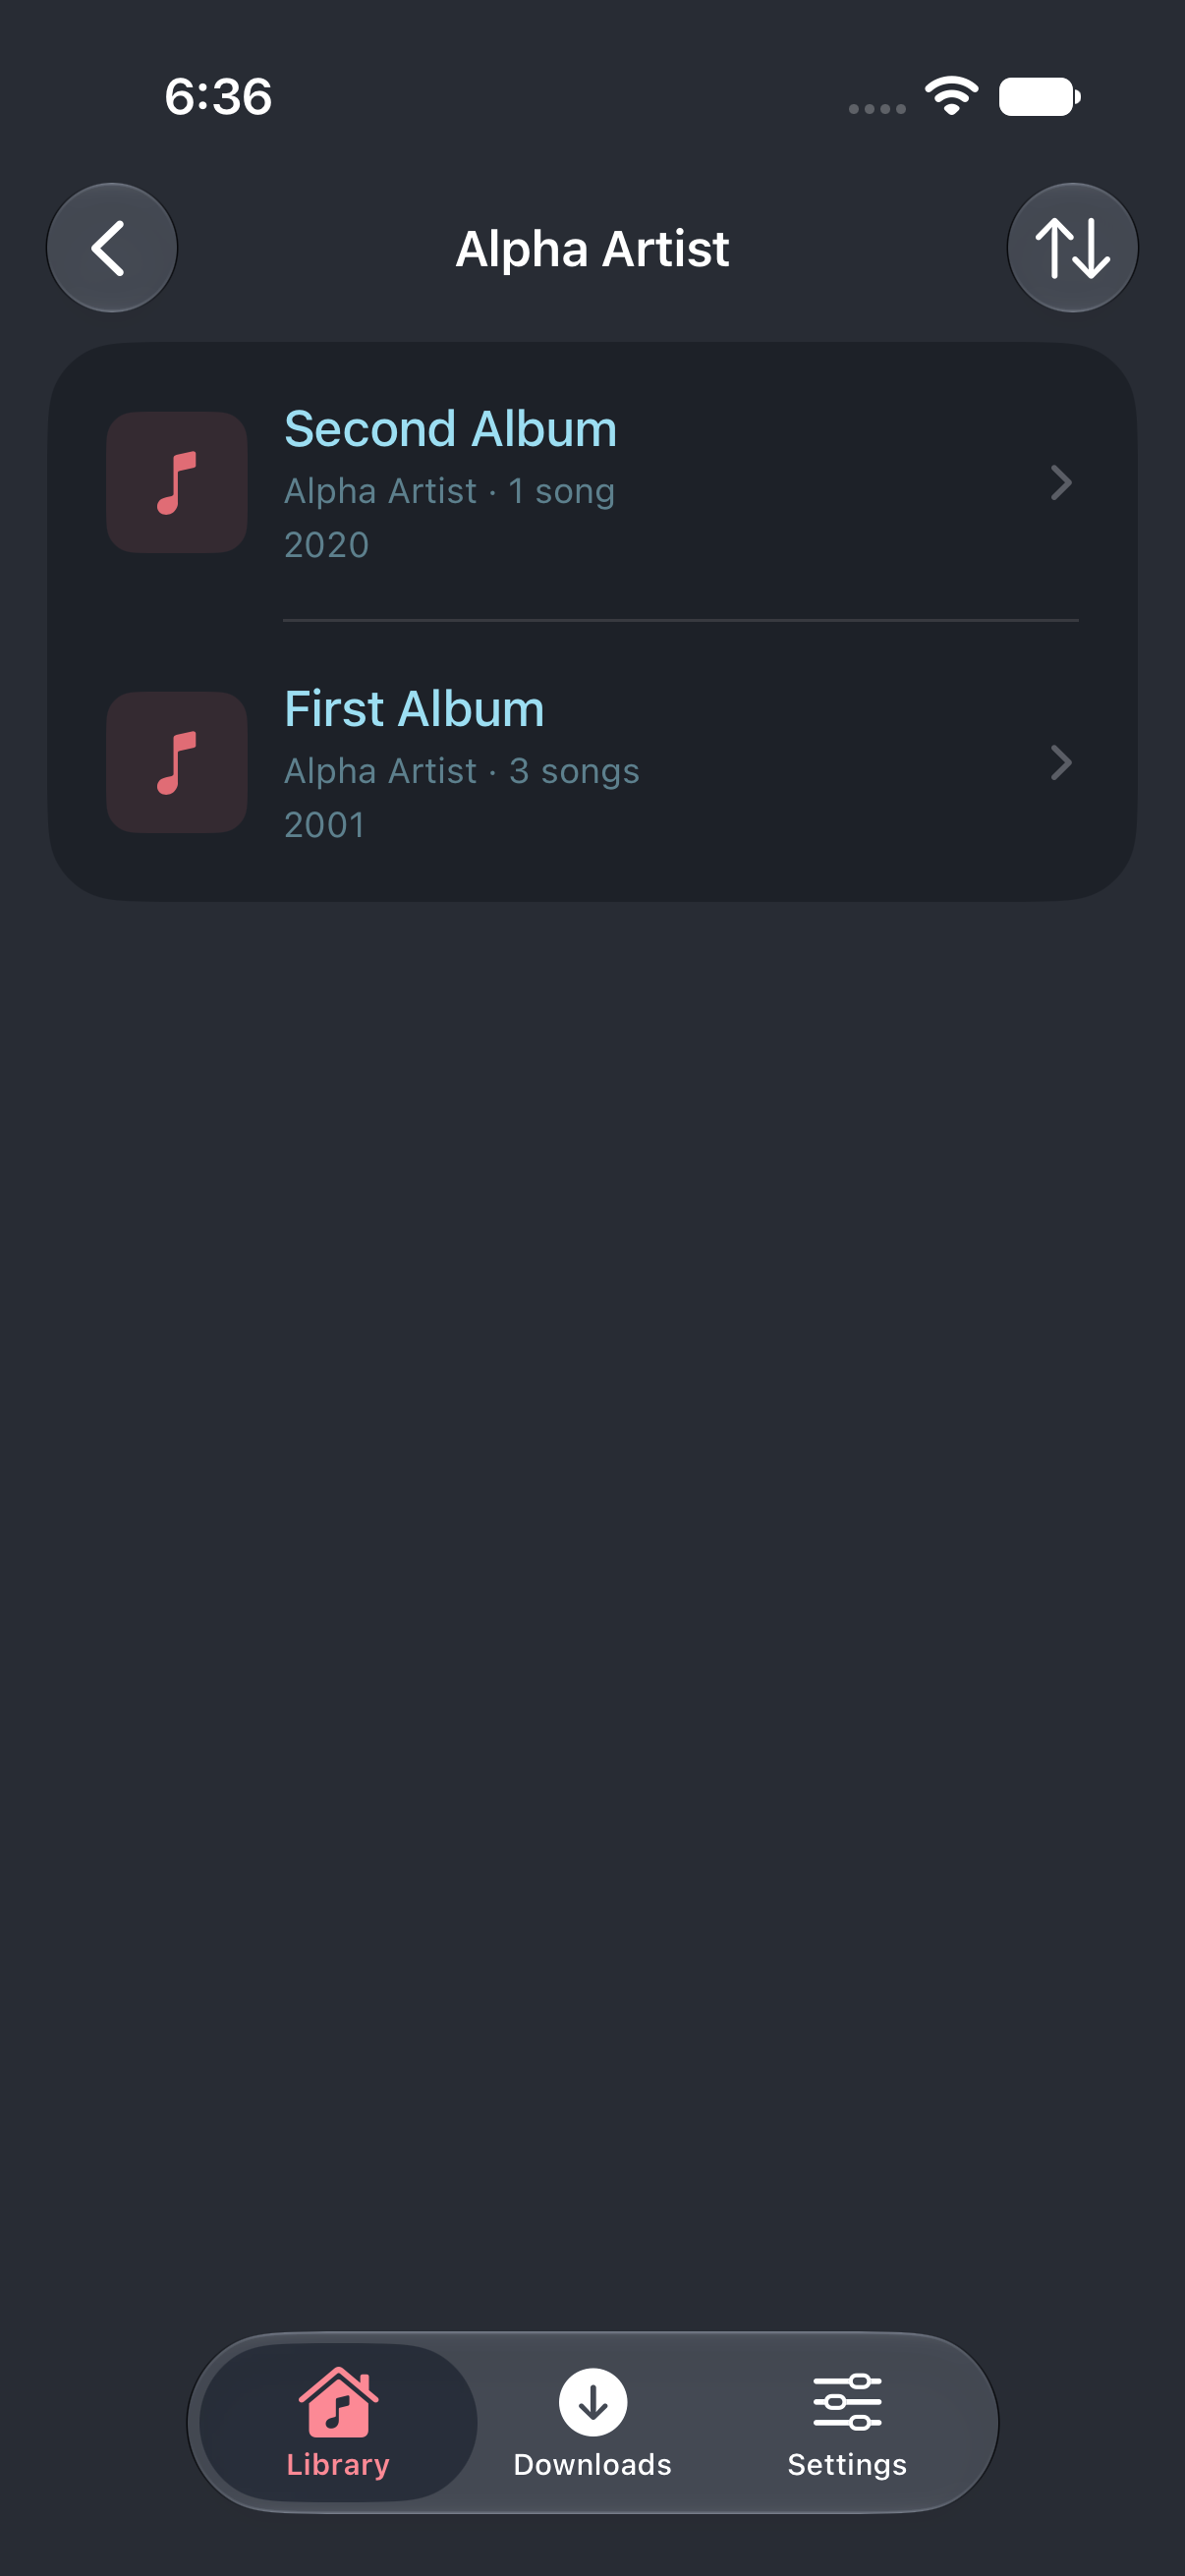 6:36
Alpha Artist
Second Album
Alpha Artist · 1 song
2020
First Album
Alpha Artist · 3 songs
2001
Library
Downloads
Settings